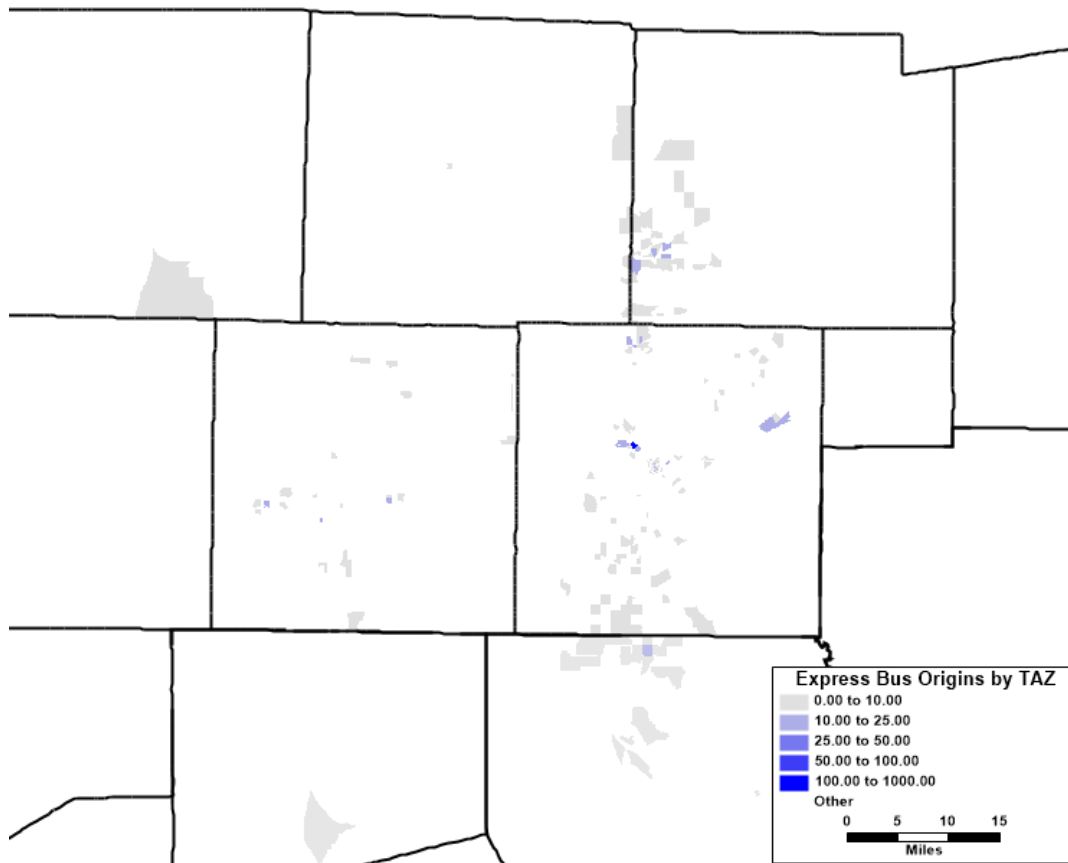 Express Bus Origins by TAZ
0.00 to 10.00
10.00 to 25.00
25.00 to 50.00
50.00 to 100.00
100.00 to 1000.00
Other
0 5 10 15
Miles